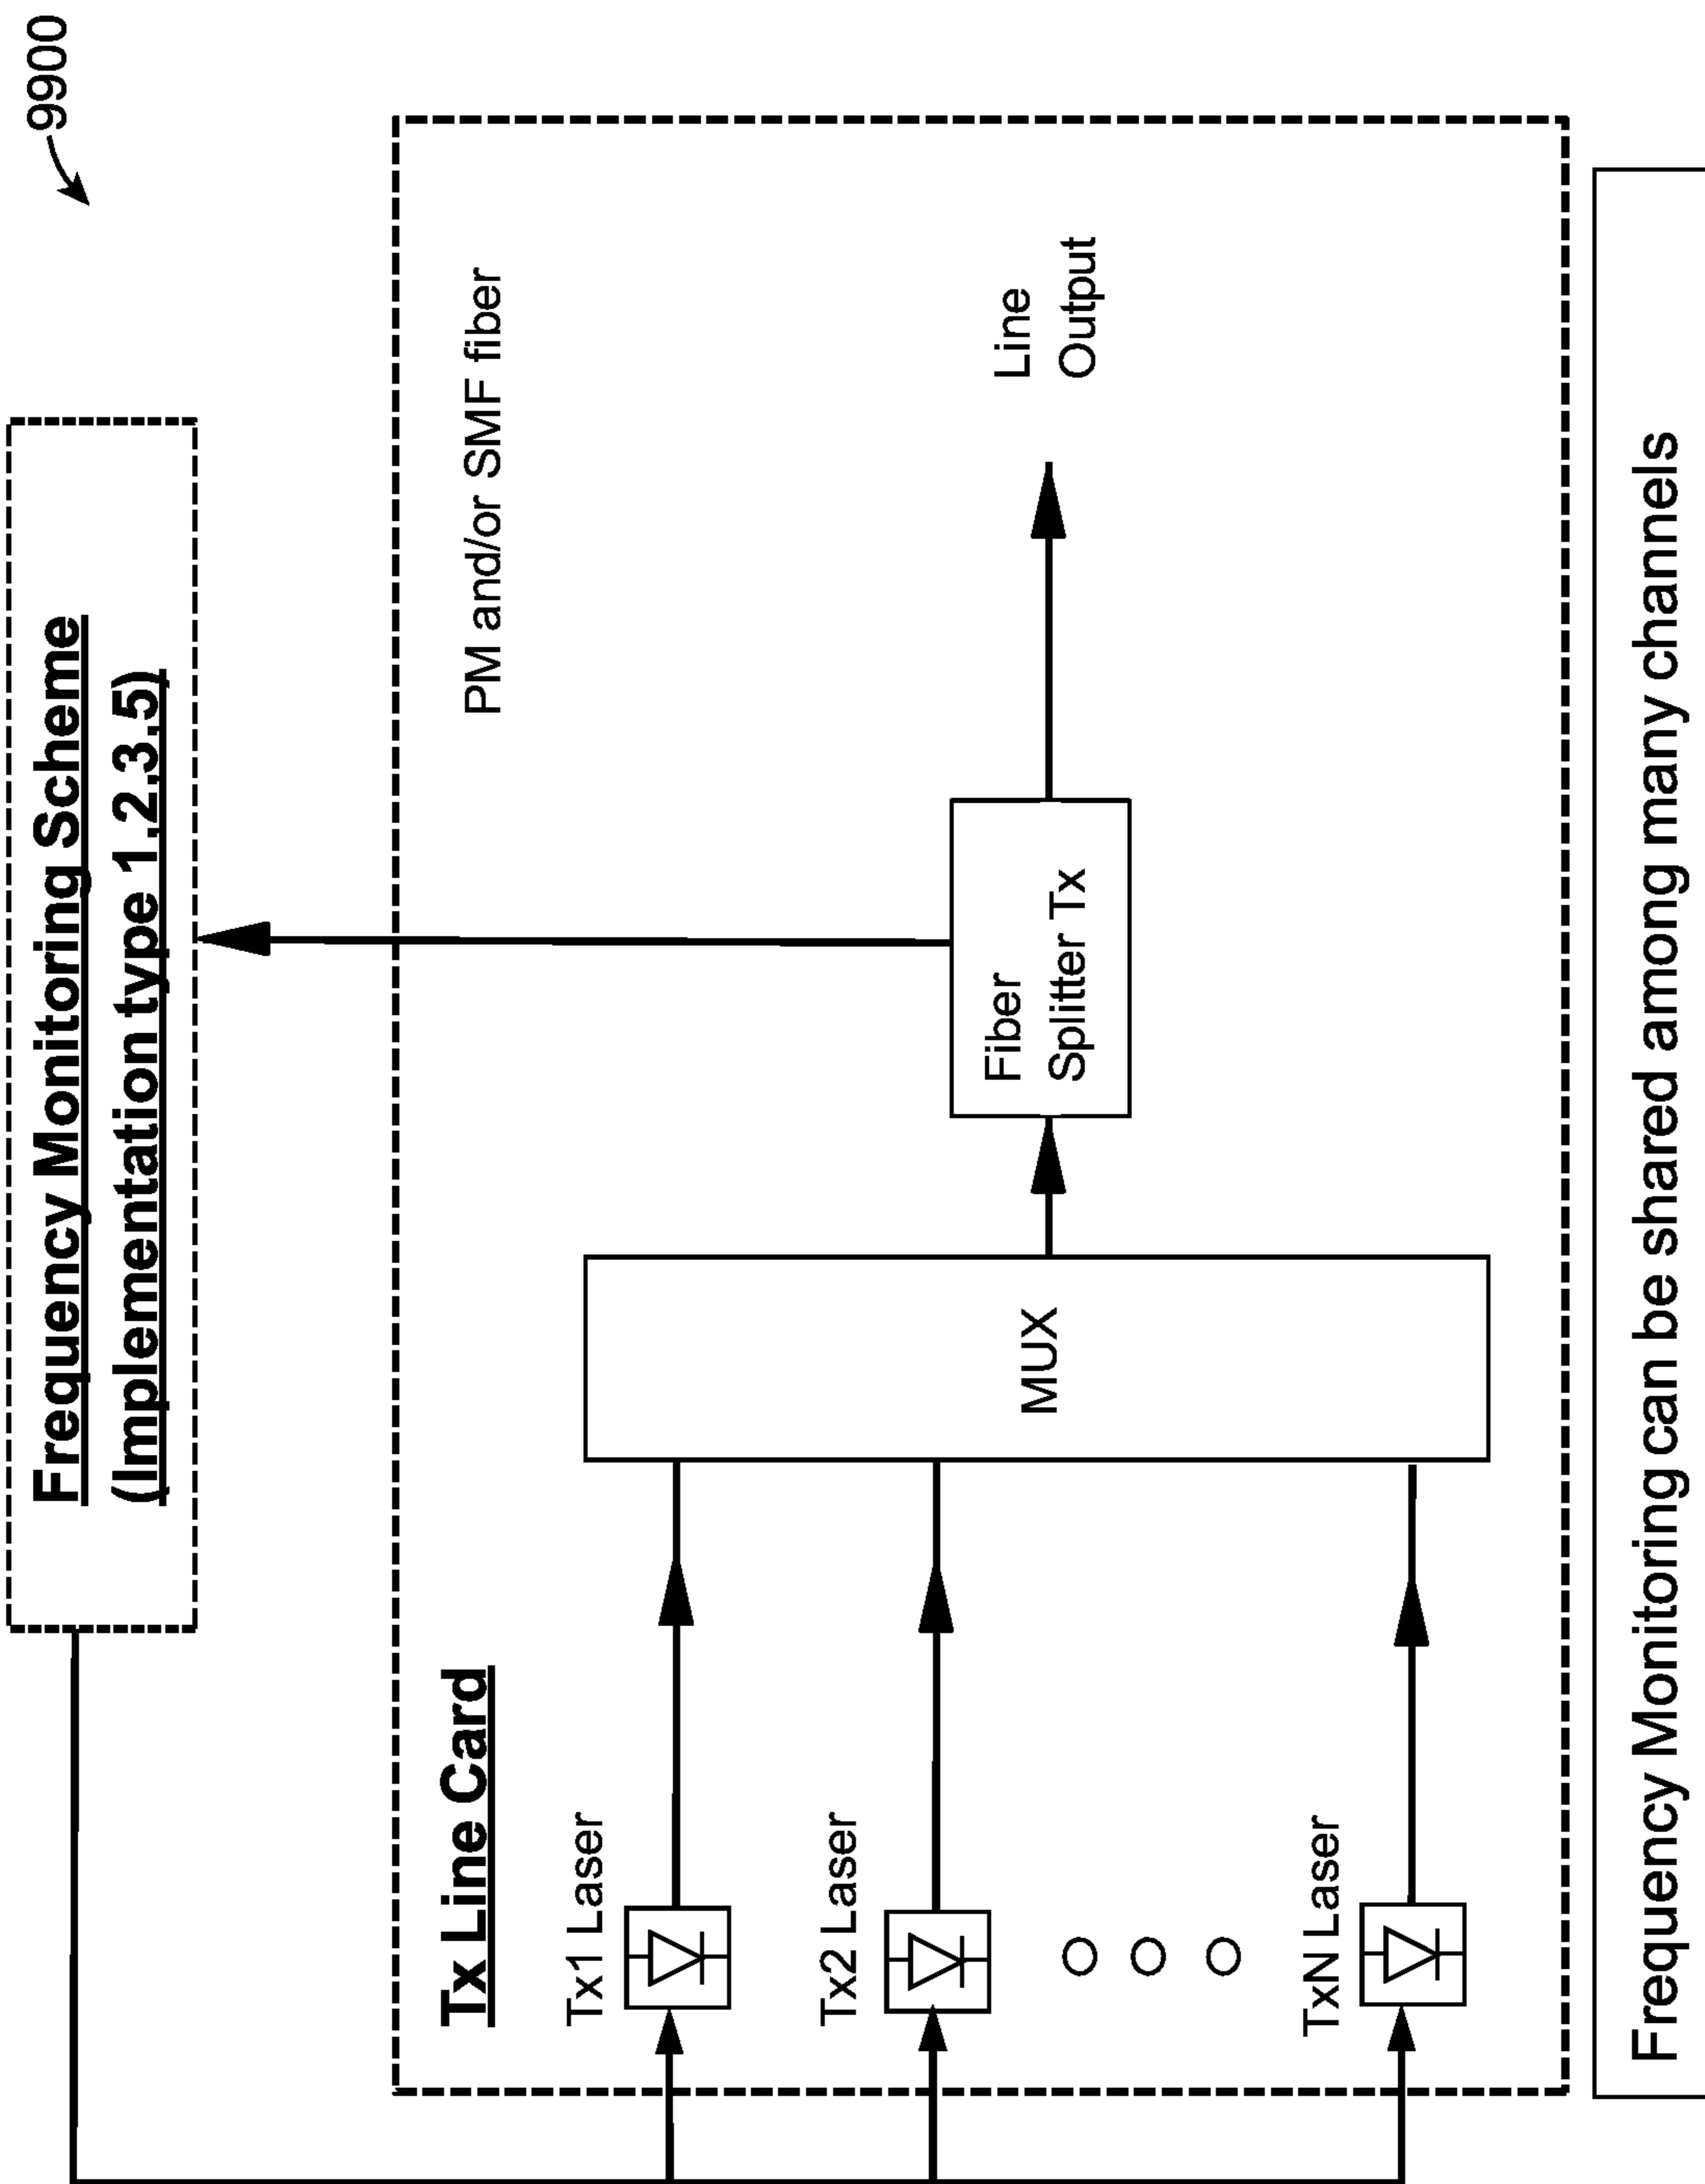 9900
Frequency Monitoring Scheme
(Implementation type 1,2,3,5)
Tx Line Card
PM and/or SMF fiber
Tx1 Laser
Tx2 Laser
TxN Laser
MUX
Fiber
Splitter Tx
Line
Output
Frequency Monitoring can be shared among many channels